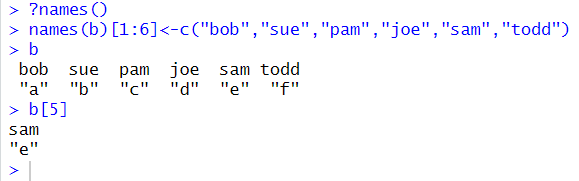 > ?names()
> names(b)[1:6]<-c("bob","sue","pam","joe","sam","todd")
> b
 bob  sue  pam  joe  sam todd
 "a"  "b"  "c"  "d"  "e"  "f"
> b[5]
sam
"e"
>